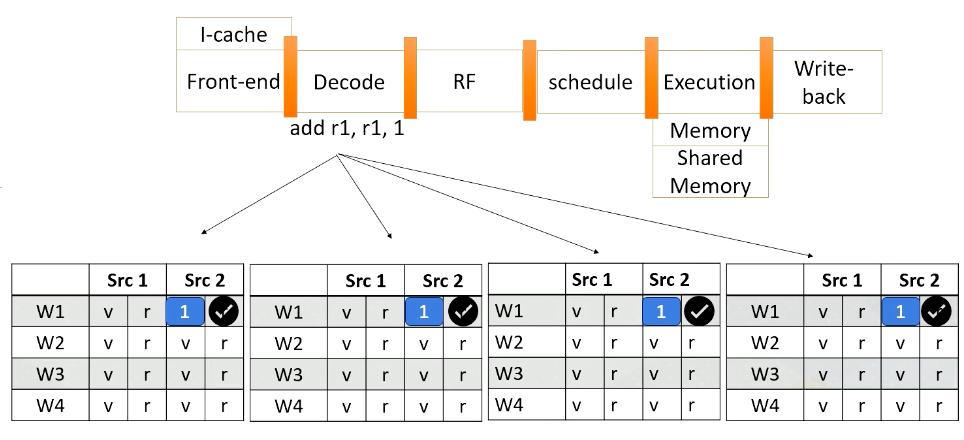 I-cache
Front-end Decode RF schedule Execution Write-
back
add r1, r1, 1
Memory
Shared
Memory
Src 1 Src 2 Src 1 Src 2 Src 1 Src 2 Src 1 Src 2
W1 v r 1 W1 v r 1 W1 v r 1 W1 v r 1
W2 v r v r W2 v r v r W2 v r v r W2 v r v r
W3 v r v r W3 v r v r W3 v r v r W3 v r v r
W4 v r v r W4 v r v r W4 v r v r W4 v r v r